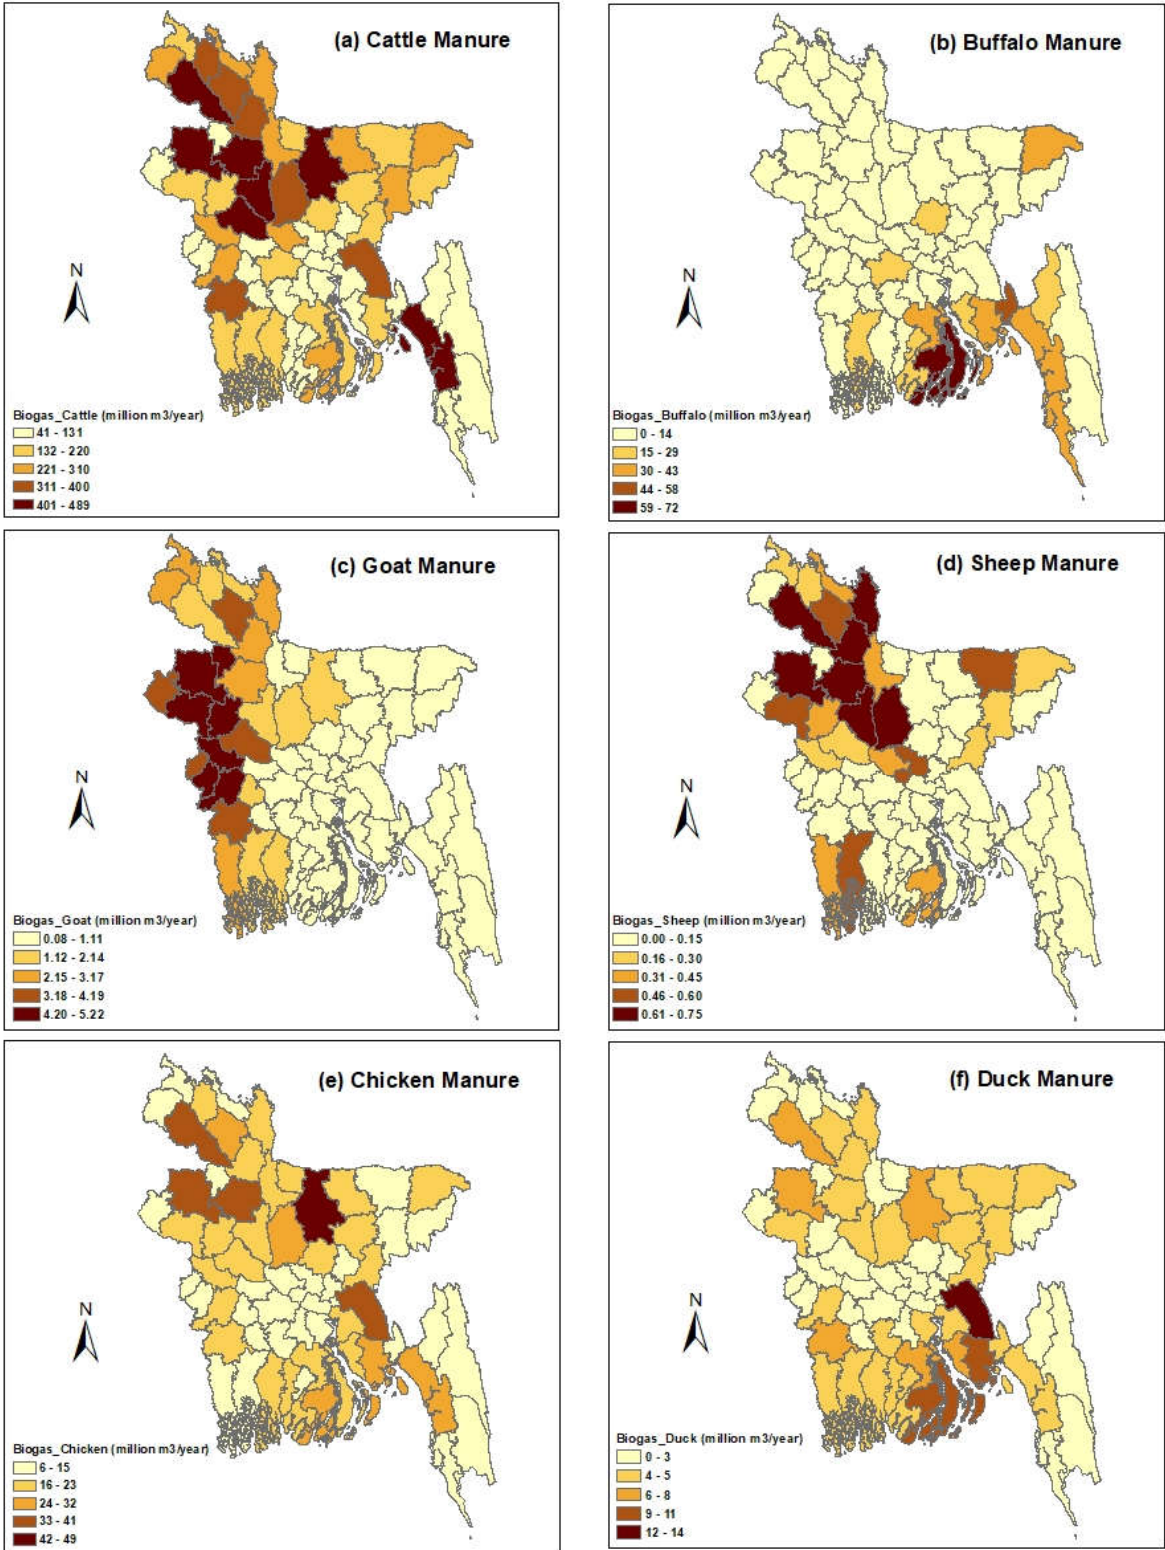 (a) Cattle Manure
N
Biogas_Cattle (million m3/year)
41 - 131
132 - 220
221 - 310
311 - 400
401 - 489
(b) Buffalo Manure
N
Biogas_Buffalo (million m3/year)
0 - 14
15 - 29
30 - 43
44 - 58
59 - 72
(c) Goat Manure
N
Biogas_Goat (million m3/year)
0.08 - 1.11
1.12 - 2.14
2.15 - 3.17
3.18 - 4.19
4.20 - 5.22
(d) Sheep Manure
N
Biogas_Sheep (million m3/year)
0.00 - 0.15
0.16 - 0.30
0.31 - 0.45
0.46 - 0.60
0.61 - 0.75
(e) Chicken Manure
N
Biogas_Chicken (million m3/year)
6 - 15
16 - 23
24 - 32
33 - 41
42 - 49
(f) Duck Manure
N
Biogas_Duck (million m3/year)
0 - 3
4 - 5
6 - 8
9 - 11
12 - 14